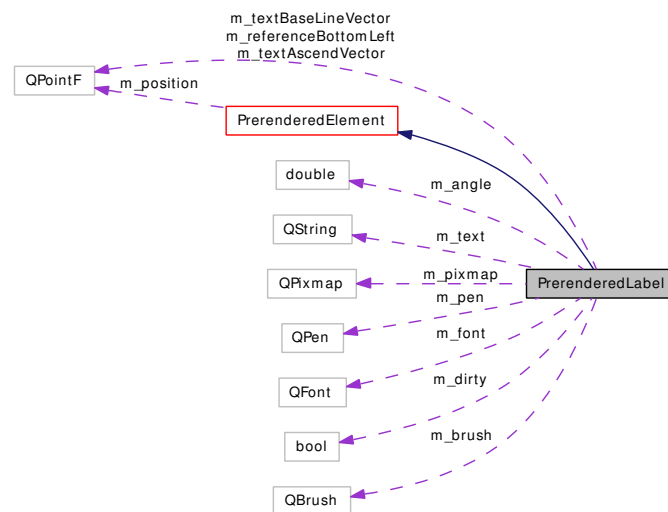 m_textBaseLineVector
m_referenceBottomLeft
m_textAscendVector
QPointF
m_position
PrerenderedElement
double
m_angle
QString
m_text
QPixmap
m_pixmap
PrerenderedLabel
m_pen
QPen
m_font
QFont
m_dirty
bool
m_brush
QBrush